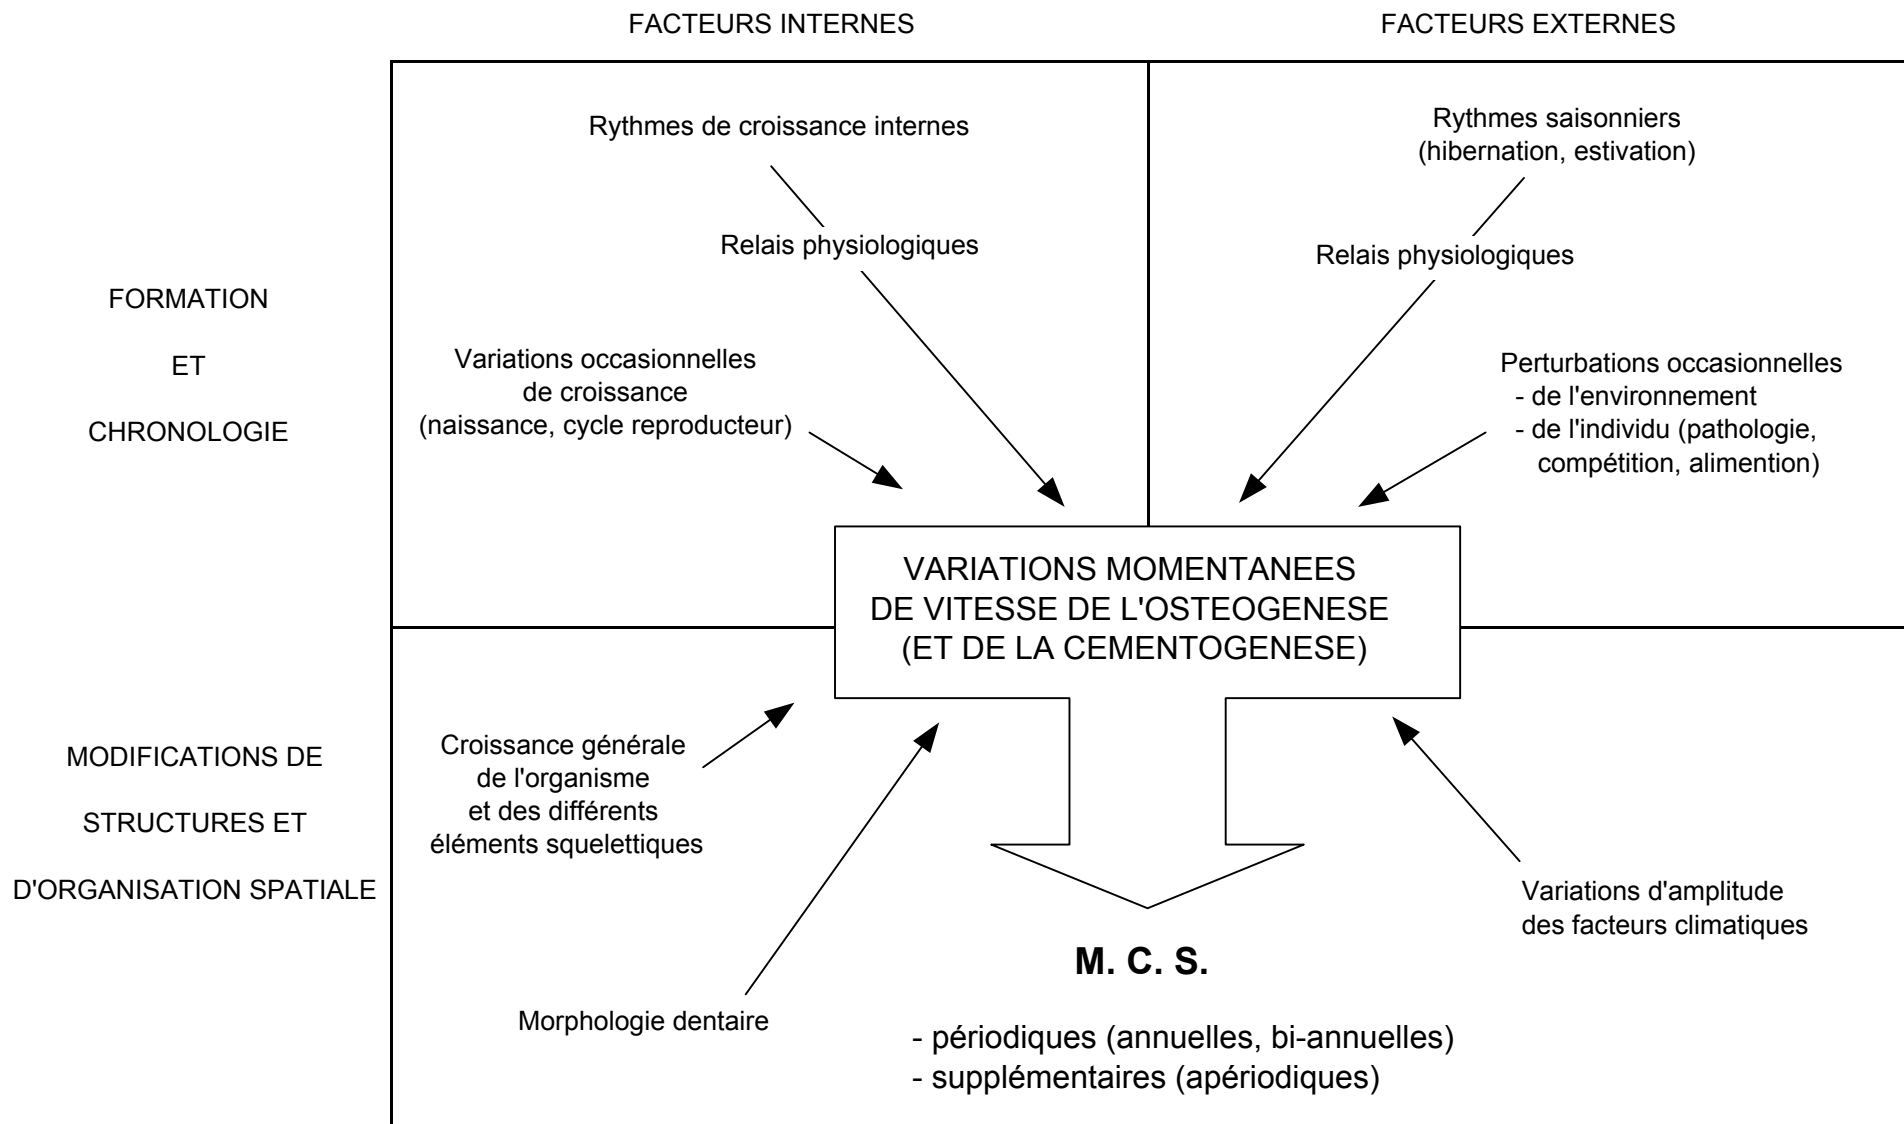 FACTEURS INTERNES
FACTEURS EXTERNES
FORMATION
ET
CHRONOLOGIE
Rythmes de croissance internes
Relais physiologiques
Variations occasionnelles
de croissance
(naissance, cycle reproducteur)
Rythmes saisonniers
(hibernation, estivation)
Relais physiologiques
Perturbations occasionnelles
- de l'environnement
- de l'individu (pathologie,
compétition, alimention)
VARIATIONS MOMENTANEES
DE VITESSE DE L'OSTEOGENESE
(ET DE LA CEMENTOGENESE)
MODIFICATIONS DE
STRUCTURES ET
D'ORGANISATION SPATIALE
Croissance générale
de l'organisme
et des différents
éléments squelettiques
Morphologie dentaire
Variations d'amplitude
des facteurs climatiques
M. C. S.
- périodiques (annuelles, bi-annuelles)
- supplémentaires (apériodiques)